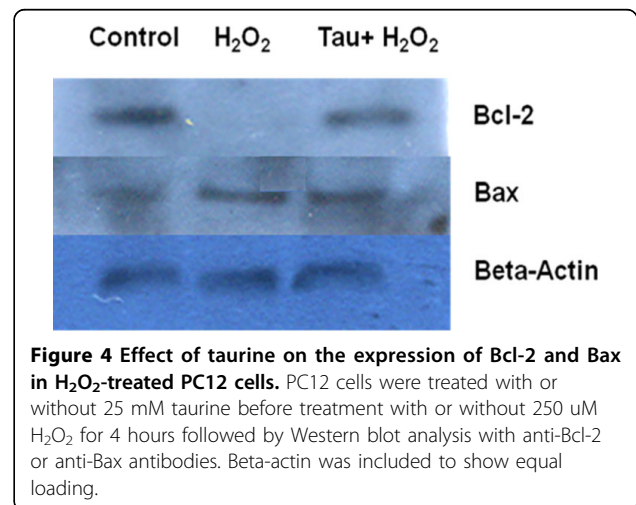 Control H₂O₂ Tau+ H₂O₂
Bcl-2
Bax
Beta-Actin
Figure 4 Effect of taurine on the expression of Bcl-2 and Bax
in H₂O₂-treated PC12 cells. PC12 cells were treated with or
without 25 mM taurine before treatment with or without 250 uM
H₂O₂ for 4 hours followed by Western blot analysis with anti-Bcl-2
or anti-Bax antibodies. Beta-actin was included to show equal
loading.